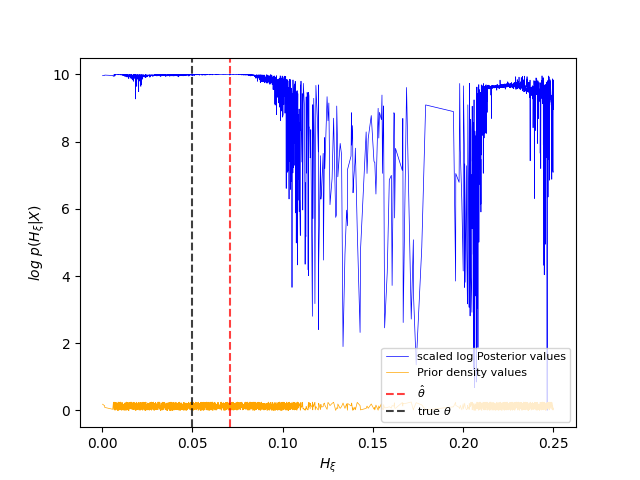 10
8
6
4
2
0
log p(H_ξ|X)
0.00 0.05 0.10 0.15 0.20 0.25
H_ξ
scaled log Posterior values
Prior density values
θ̂
true θ